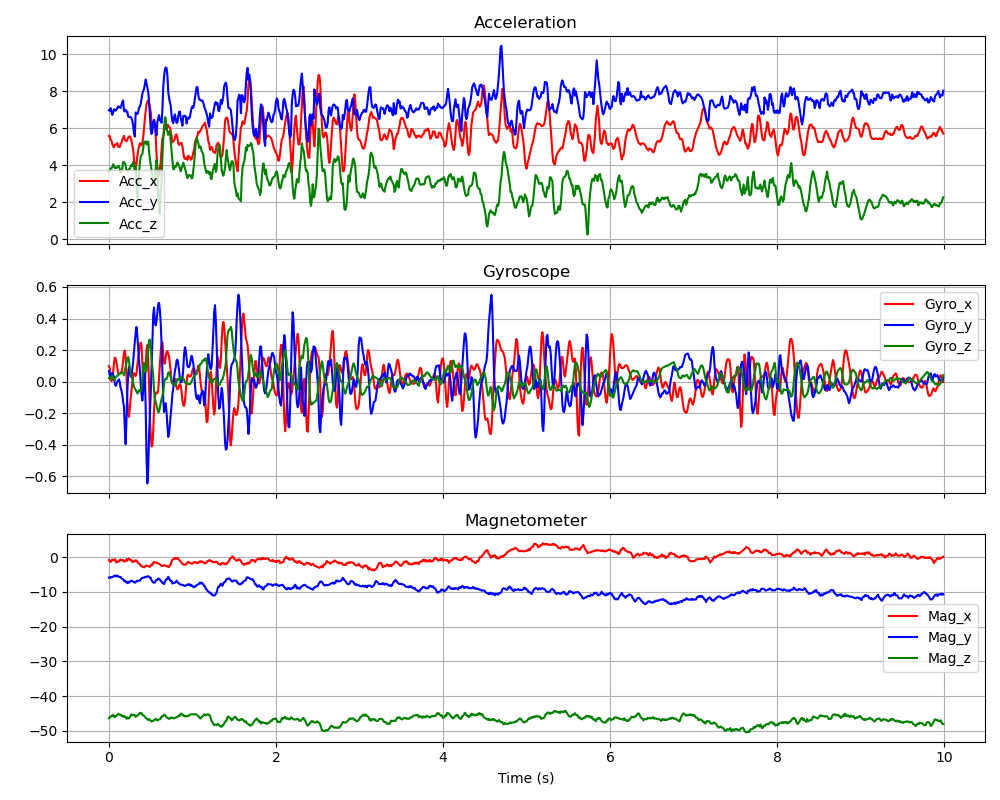 Acceleration
10
8
6
4
2
0
Acc_x
Acc_y
Acc_z
Gyroscope
0.6
0.4
0.2
0.0
−0.2
−0.4
−0.6
Gyro_x
Gyro_y
Gyro_z
Magnetometer
0
−10
−20
−30
−40
−50
Mag_x
Mag_y
Mag_z
0 2 4 6 8 10
Time (s)